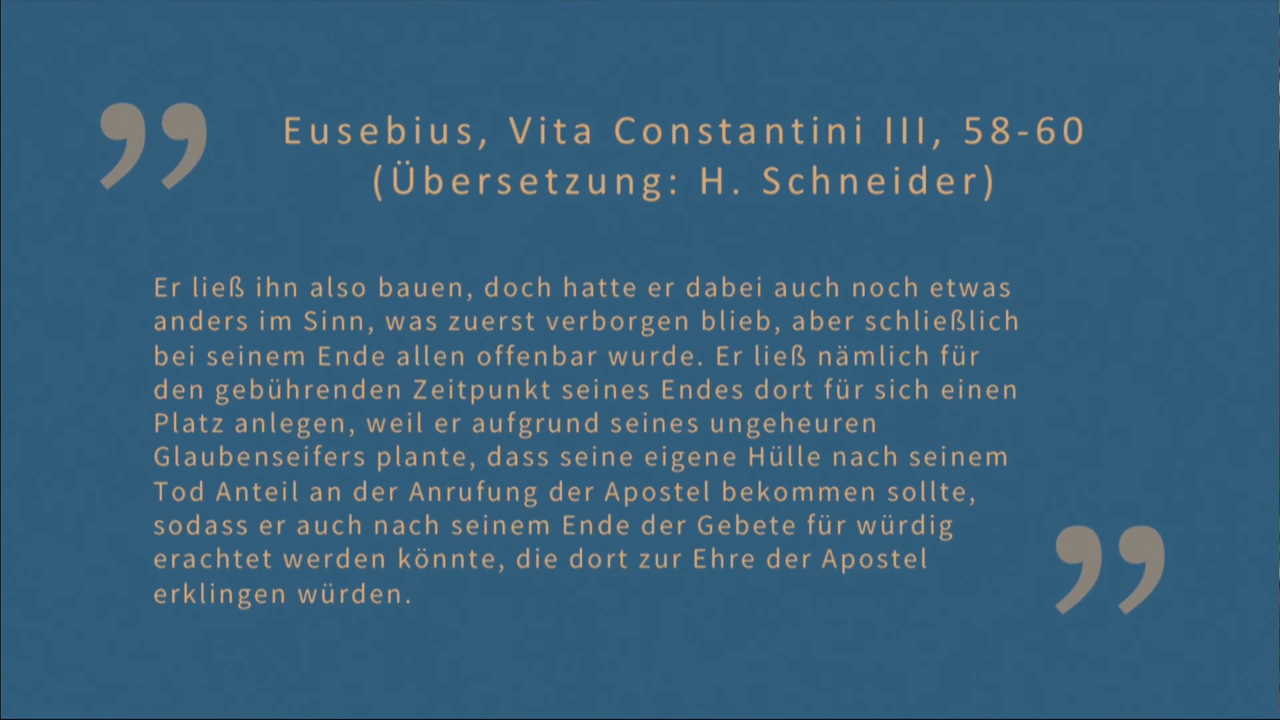 Eusebius, Vita Constantini III, 58-60
(Übersetzung: H. Schneider)
Er ließ ihn also bauen, doch hatte er dabei auch noch etwas
anders im Sinn, was zuerst verborgen blieb, aber schließlich
bei seinem Ende allen offenbar wurde. Er ließ nämlich für
den gebührenden Zeitpunkt seines Endes dort für sich einen
Platz anlegen, weil er aufgrund seines ungeheuren
Glaubenseifers plante, dass seine eigene Hülle nach seinem
Tod Anteil an der Anrufung der Apostel bekommen sollte,
sodass er auch nach seinem Ende der Gebete für würdig
erachtet werden könnte, die dort zur Ehre der Apostel
erklingen würden.